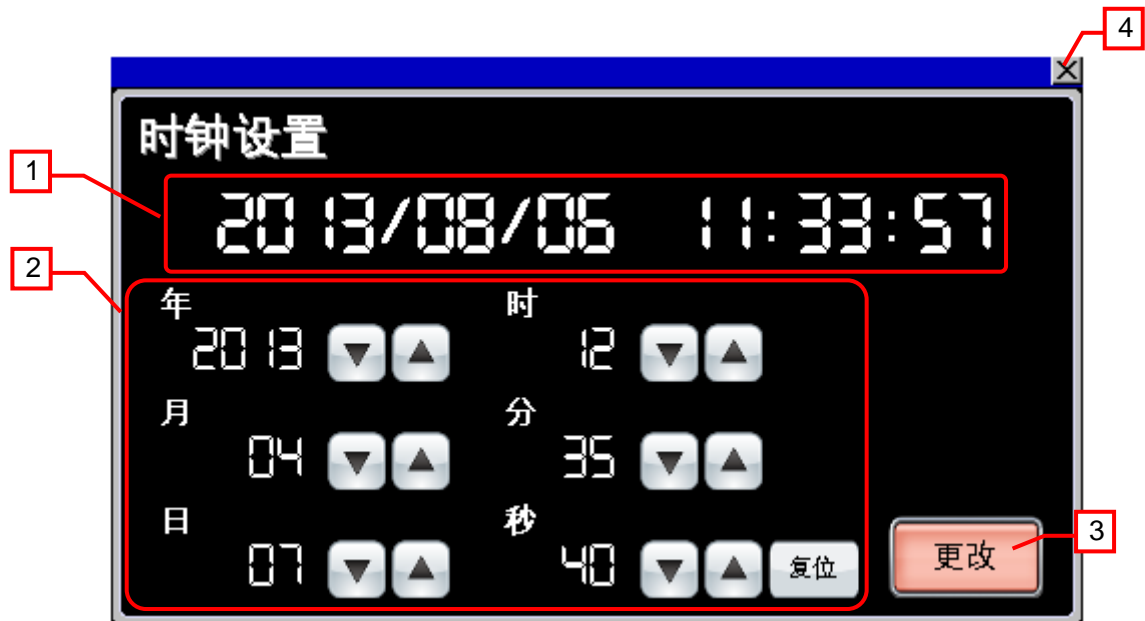 4
时钟设置
1
2013/08/06 11:33:57
2
年 时
2013 ▼ ▲ 12 ▼ ▲
月 分
04 ▼ ▲ 35 ▼ ▲
日 秒
07 ▼ ▲ 40 ▼ ▲ 复位
更改
3